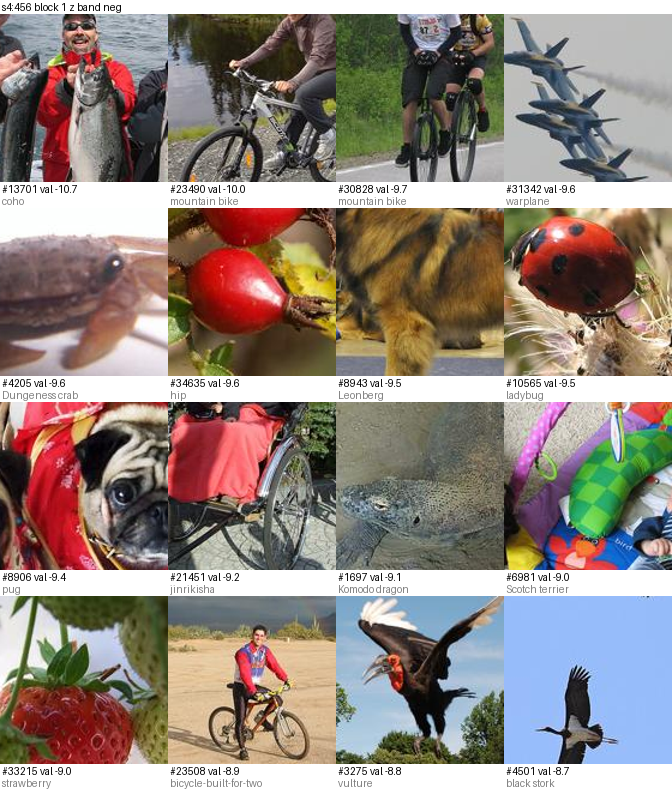 s4:456 block 1 z band neg
#13701 val -10.7
coho
#23490 val -10.0
mountain bike
#30828 val -9.7
mountain bike
#31342 val -9.6
warplane
#4205 val -9.6
Dungeness crab
#34635 val -9.6
hip
#8943 val -9.5
Leonberg
#10565 val -9.5
ladybug
#8906 val -9.4
pug
#21451 val -9.2
jinrikisha
#1697 val -9.1
Komodo dragon
bird
#6981 val -9.0
Scotch terrier
#33215 val -9.0
strawberry
#23508 val -8.9
bicycle-built-for-two
#3275 val -8.8
vulture
#4501 val -8.7
black stork